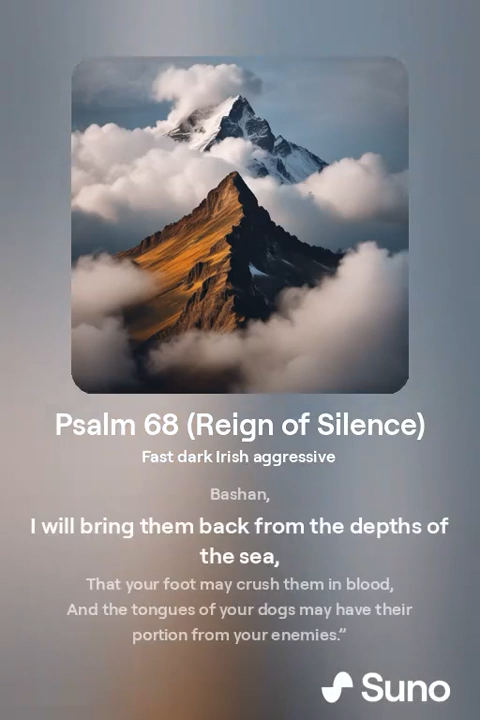 Psalm 68 (Reign of Silence)
Fast dark Irish aggressive
Bashan,
I will bring them back from the depths of
the sea,
That your foot may crush them in blood,
And the tongues of your dogs may have their
portion from your enemies.”
Suno